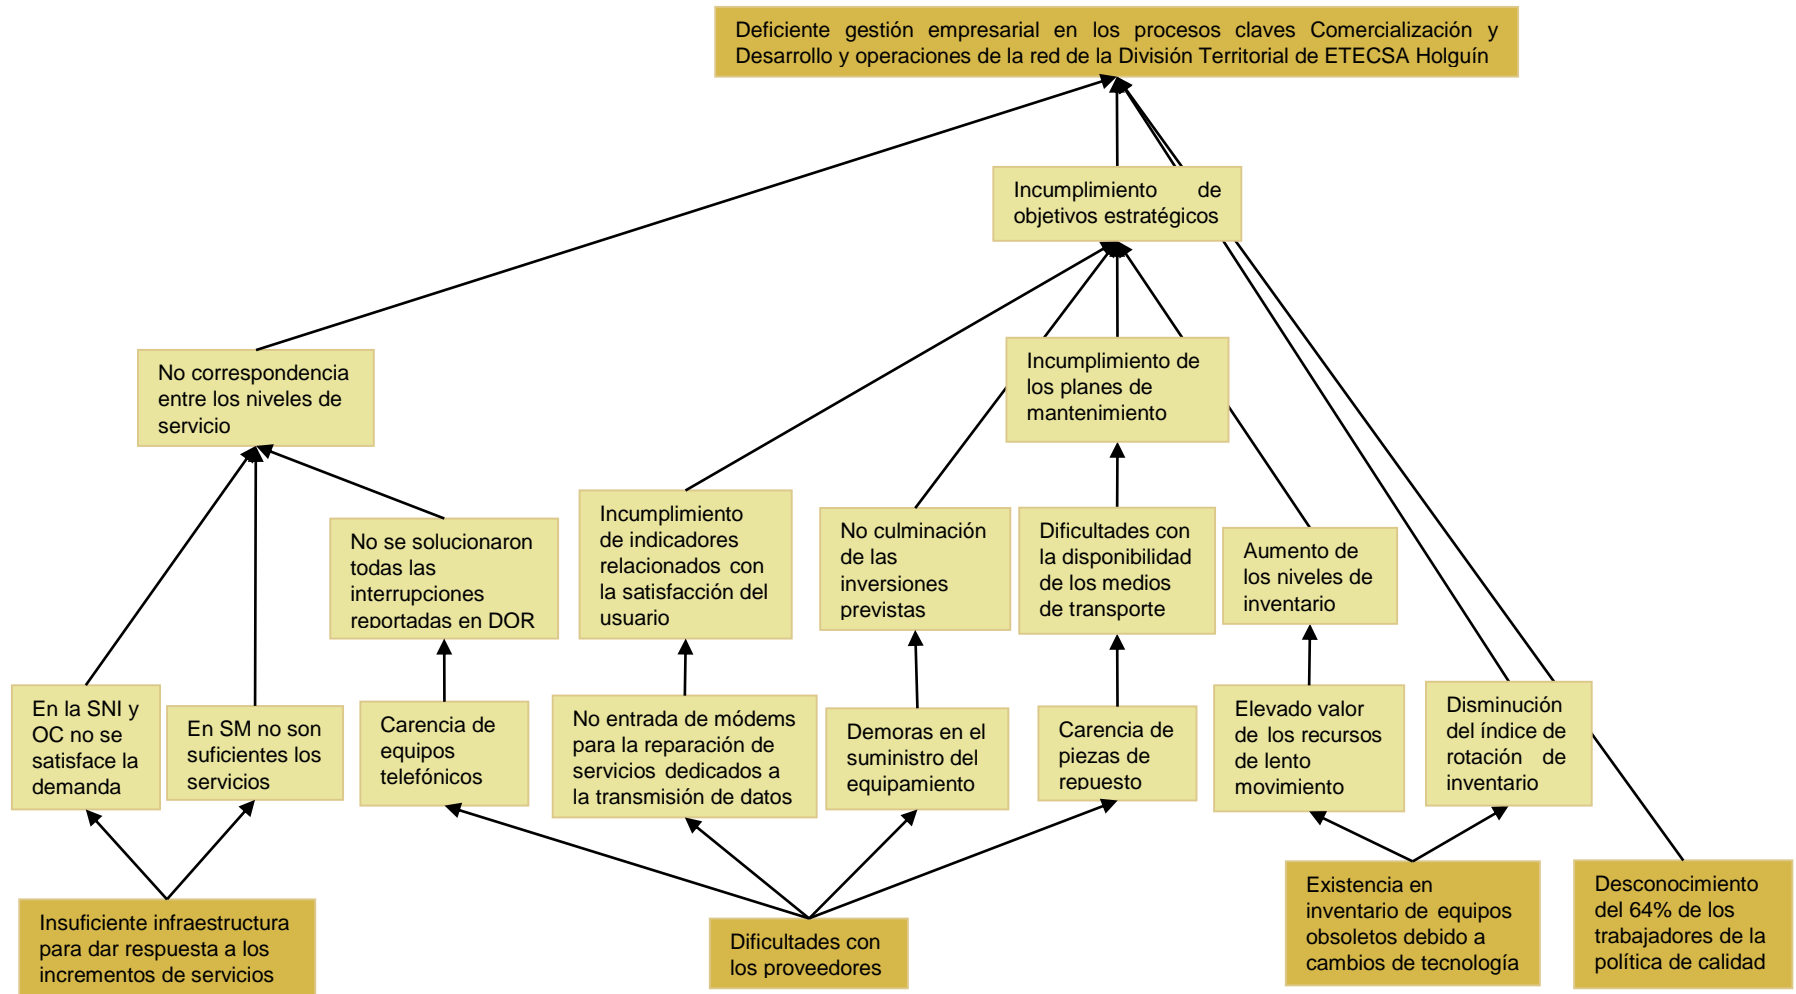 Deficiente gestión empresarial en los procesos claves Comercialización y
Desarrollo y operaciones de la red de la División Territorial de ETECSA Holguín
Incumplimiento de
objetivos estratégicos
No correspondencia
entre los niveles de
servicio
Incumplimiento de
los planes de
mantenimiento
No se solucionaron
todas las
interrupciones
reportadas en DOR
Incumplimiento
de indicadores
relacionados con
la satisfacción del
usuario
No culminación
de las
inversiones
previstas
Dificultades con
la disponibilidad
de los medios
de transporte
Aumento de
los niveles de
inventario
En la SNI y
OC no se
satisface la
demanda
En SM no son
suficientes los
servicios
Carencia de
equipos
telefónicos
No entrada de módems
para la reparación de
servicios dedicados a
la transmisión de datos
Demoras en el
suministro del
equipamiento
Carencia de
piezas de
repuesto
Elevado valor
de los recursos
de lento
movimiento
Disminución
del índice de
rotación de
inventario
Insuficiente infraestructura
para dar respuesta a los
incrementos de servicios
Dificultades con
los proveedores
Existencia en
inventario de equipos
obsoletos debido a
cambios de tecnología
Desconocimiento
del 64% de los
trabajadores de la
política de calidad